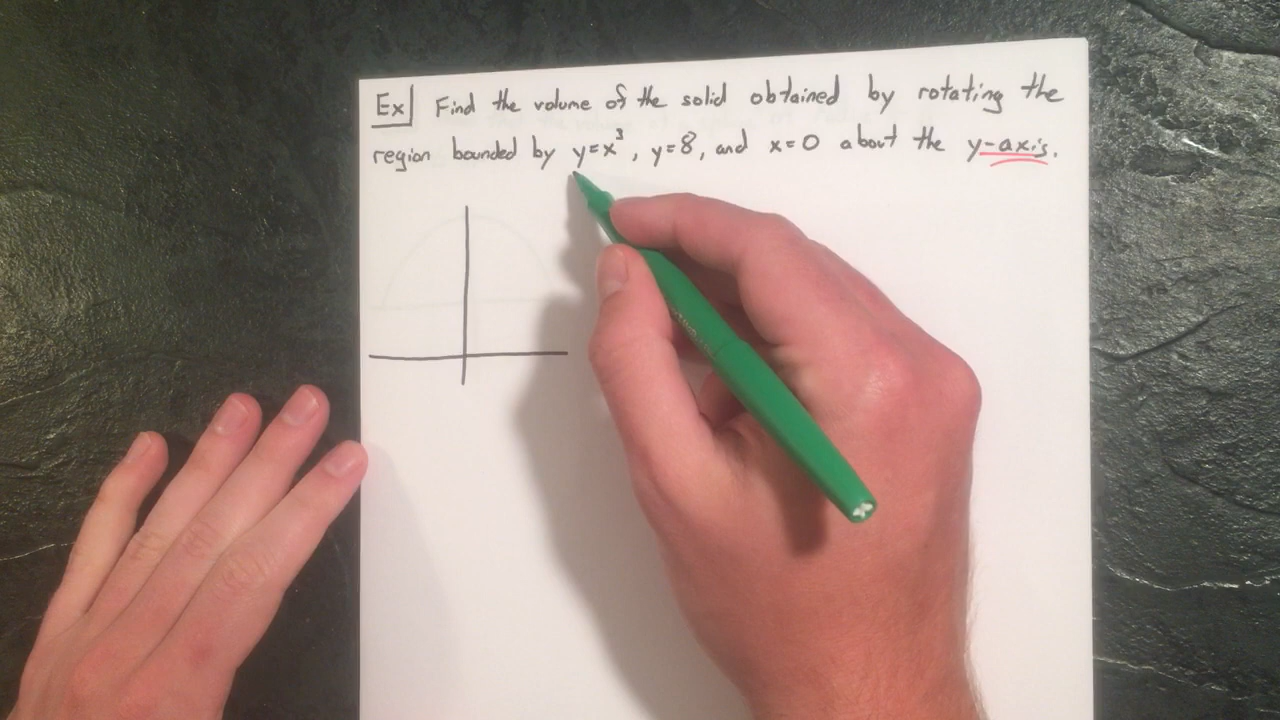 Ex Find the volume of the solid obtained by rotating the
region bounded by y=x³, y=8, and x=0 about the y-axis.